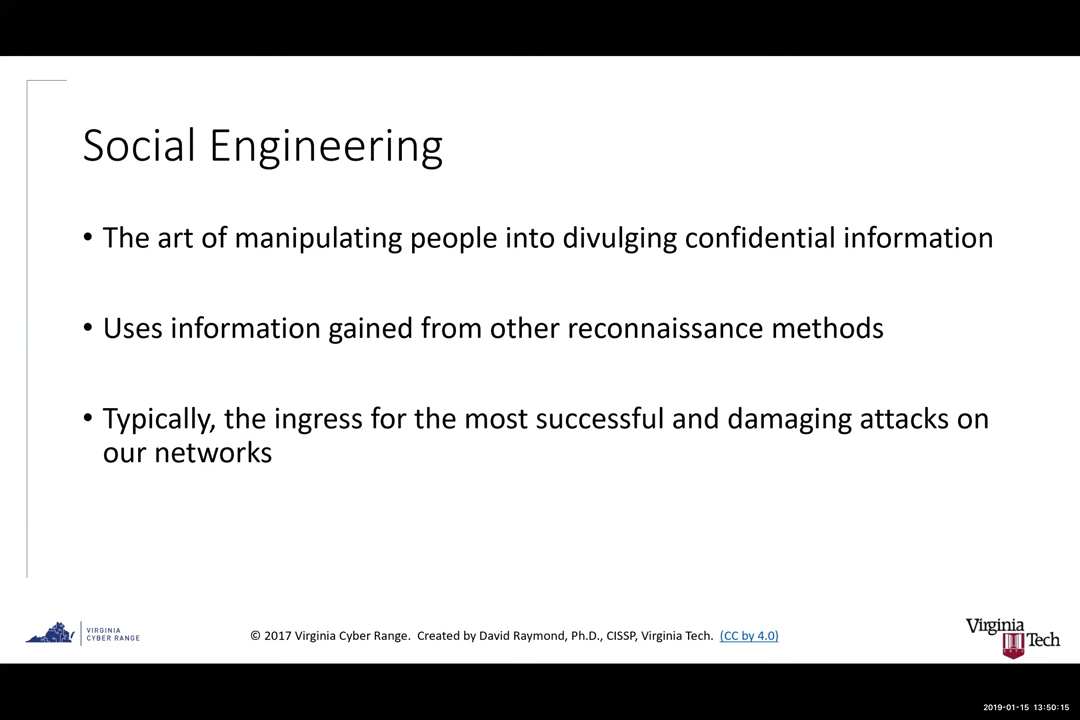 Social Engineering
• The art of manipulating people into divulging confidential information
• Uses information gained from other reconnaissance methods
• Typically, the ingress for the most successful and damaging attacks on
our networks
VIRGINIA
CYBER RANGE
© 2017 Virginia Cyber Range. Created by David Raymond, Ph.D., CISSP, Virginia Tech. (CC by 4.0)
Virginia
Tech
2019-01-15 13:50:15